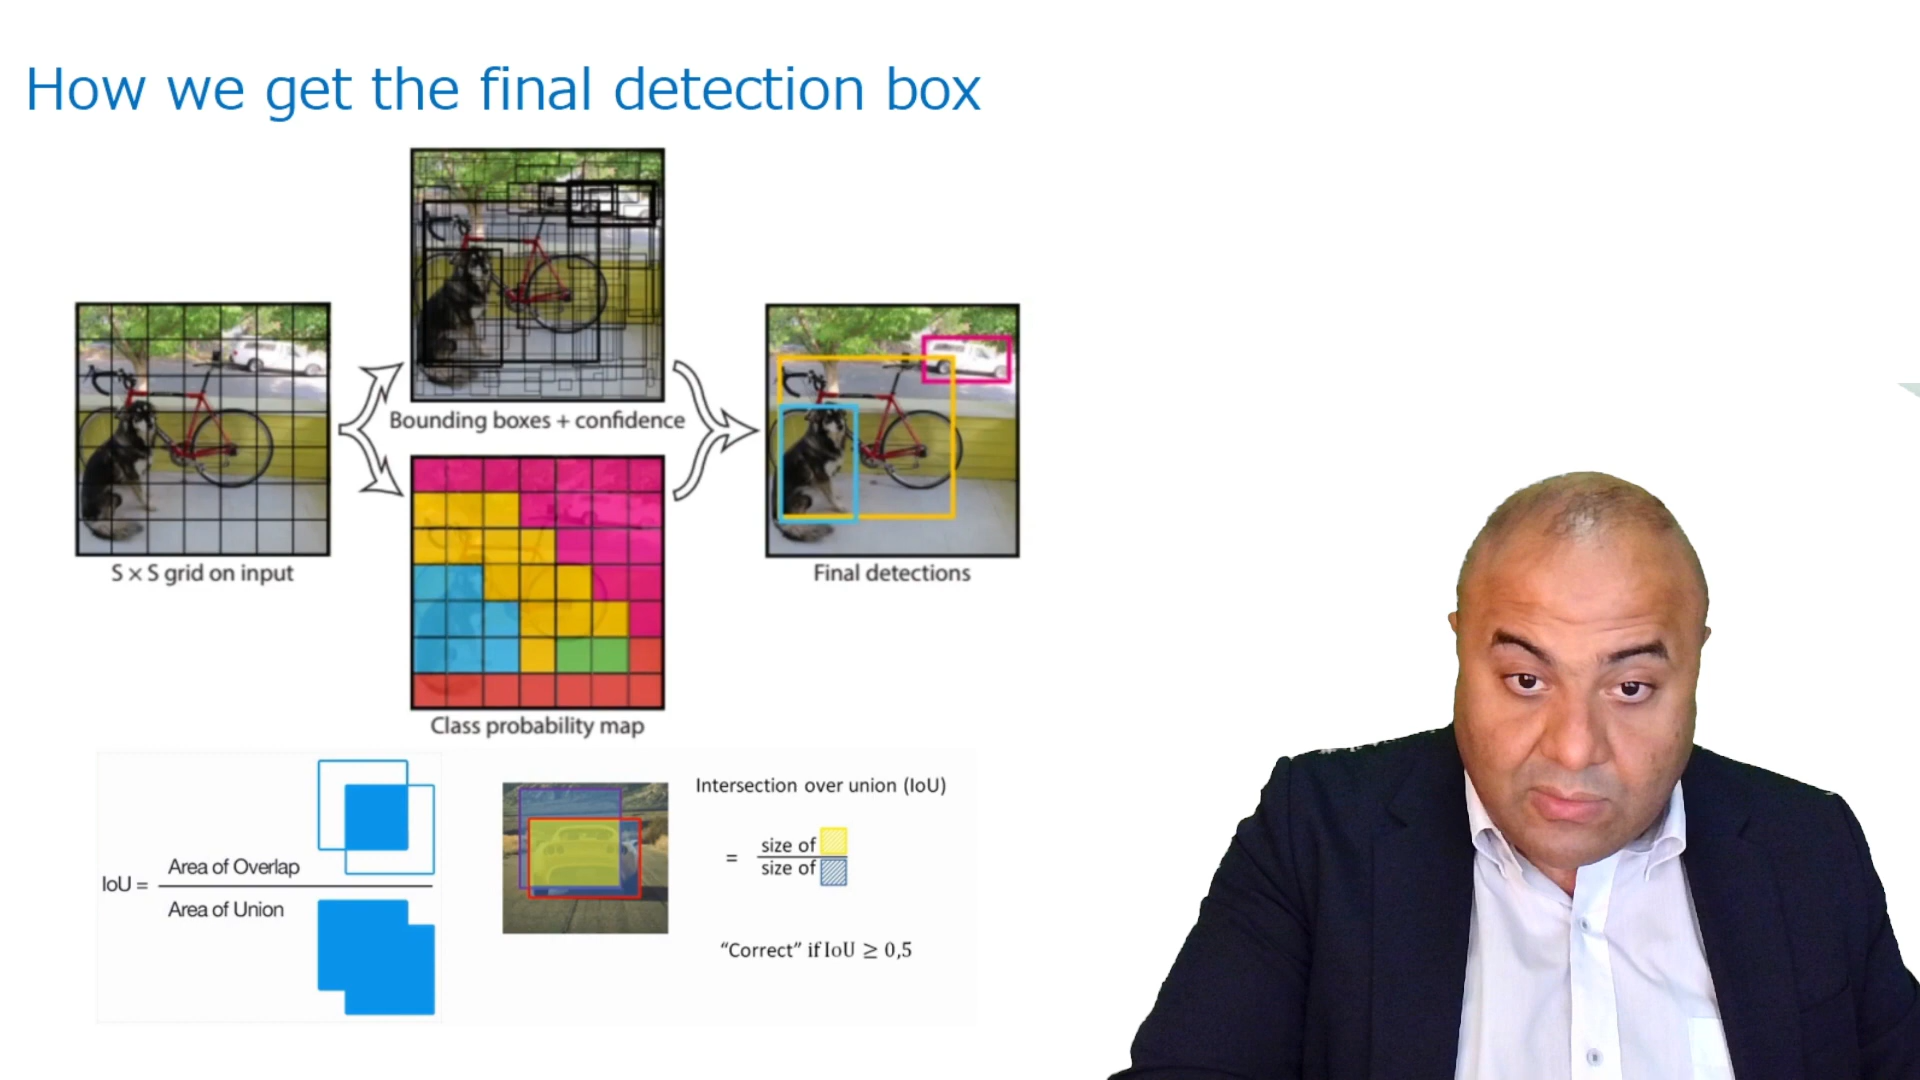 How we get the final detection box
Bounding boxes + confidence
S × S grid on input
Final detections
Class probability map
IoU =
Area of Overlap
Area of Union
Intersection over union (IoU)
=
size of
size of
“Correct” if IoU ≥ 0,5